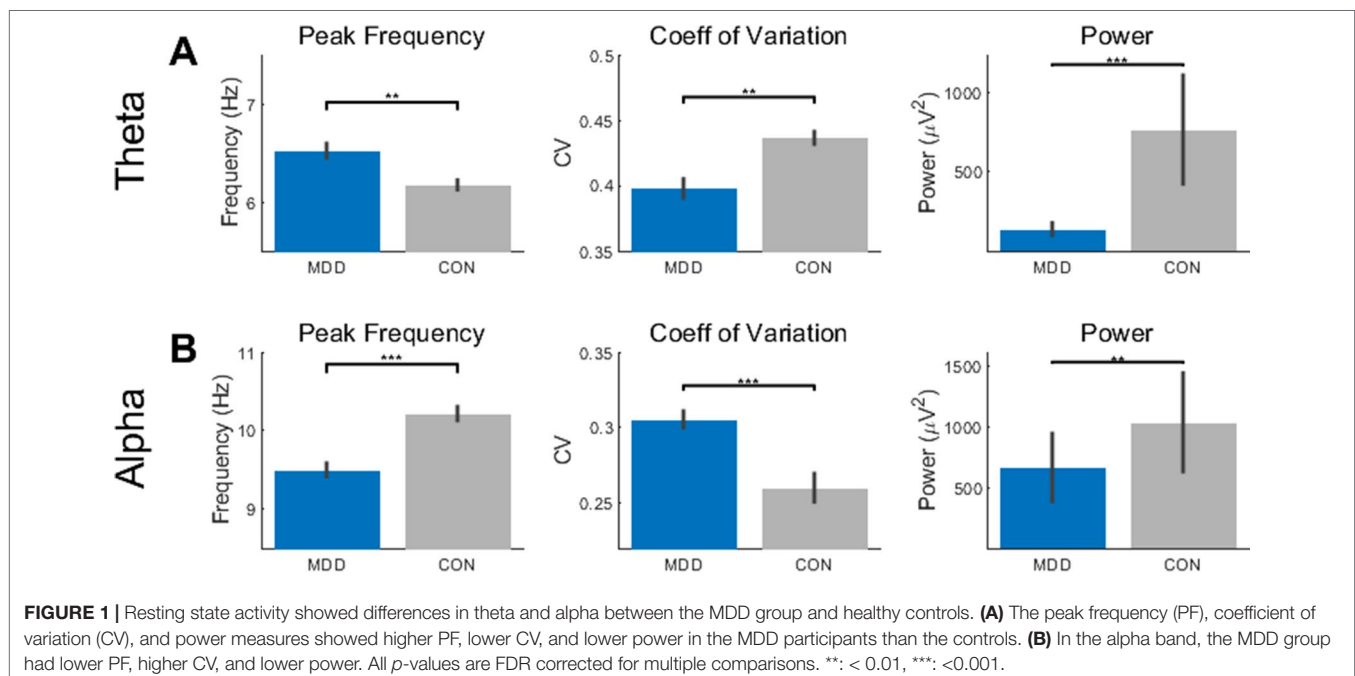 A
Theta
Peak Frequency
Frequency (Hz)
7
6
**
MDD CON
Coeff of Variation
CV
0.5
0.45
0.4
0.35
**
MDD CON
Power
Power (μV²)
1000
500
***
MDD CON
B
Alpha
Peak Frequency
Frequency (Hz)
11
10
9
***
MDD CON
Coeff of Variation
CV
0.35
0.3
0.25
***
MDD CON
Power
Power (μV²)
1500
1000
500
**
MDD CON
FIGURE 1 | Resting state activity showed differences in theta and alpha between the MDD group and healthy controls. (A) The peak frequency (PF), coefficient of
variation (CV), and power measures showed higher PF, lower CV, and lower power in the MDD participants than the controls. (B) In the alpha band, the MDD group
had lower PF, higher CV, and lower power. All p-values are FDR corrected for multiple comparisons. **: < 0.01, ***: <0.001.